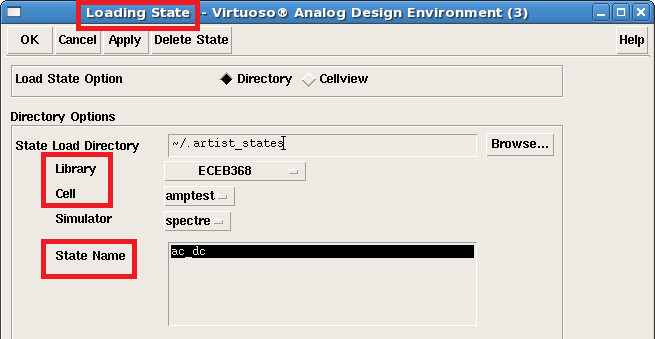 Loading State -- Virtuoso® Analog Design Environment (3)
OK Cancel Apply Delete State Help
Load State Option Directory Cellview
Directory Options
State Load Directory ~/.artist_states Browse...
Library ECEB368
Cell amptest
Simulator spectre
State Name ac_dc